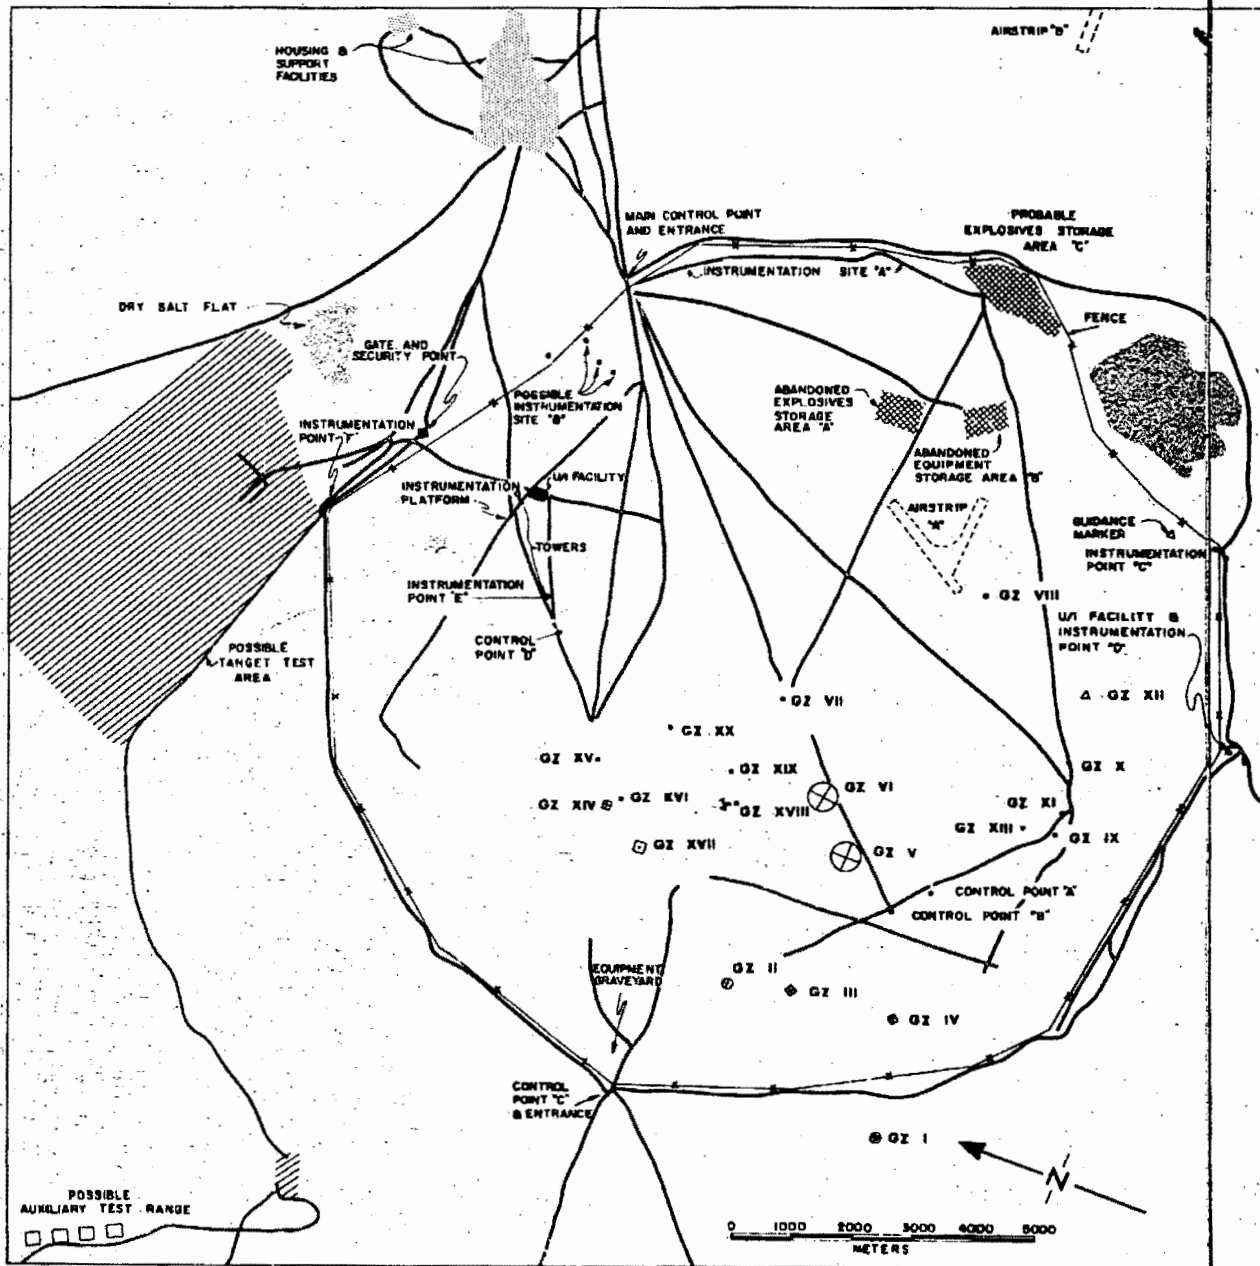 AIRSTRIP "B"
HOUSING &
SUPPORT
FACILITIES
MAIN CONTROL POINT
AND ENTRANCE
PROBABLE
EXPLOSIVES STORAGE
AREA "C"
INSTRUMENTATION SITE "A"
DRY SALT FLAT
FENCE
GATE AND
SECURITY POINT
POSSIBLE
INSTRUMENTATION
SITE "B"
ABANDONED
EXPLOSIVES
STORAGE
AREA "A"
INSTRUMENTATION
POINT "F"
ABANDONED
EQUIPMENT
STORAGE AREA "B"
U/I FACILITY
INSTRUMENTATION
PLATFORM
AIRSTRIP
"A"
GUIDANCE
MARKER
TOWERS
INSTRUMENTATION
POINT "C"
INSTRUMENTATION
POINT "E"
GZ VIII
U/I FACILITY &
INSTRUMENTATION
POINT "D"
CONTROL
POINT "D"
POSSIBLE
TARGET TEST
AREA
GZ XII
GZ VII
GZ XX
GZ XV
GZ XIX
GZ X
GZ VI
GZ XIV
GZ XVI
GZ XVIII
GZ XI
GZ XIII
GZ IX
GZ XVII
GZ V
CONTROL POINT "A"
CONTROL POINT "B"
EQUIPMENT
GRAVEYARD
GZ II
GZ III
GZ IV
CONTROL
POINT "C"
& ENTRANCE
GZ I
N
POSSIBLE
AUXILIARY TEST RANGE
0 1000 2000 3000 4000 5000
METERS